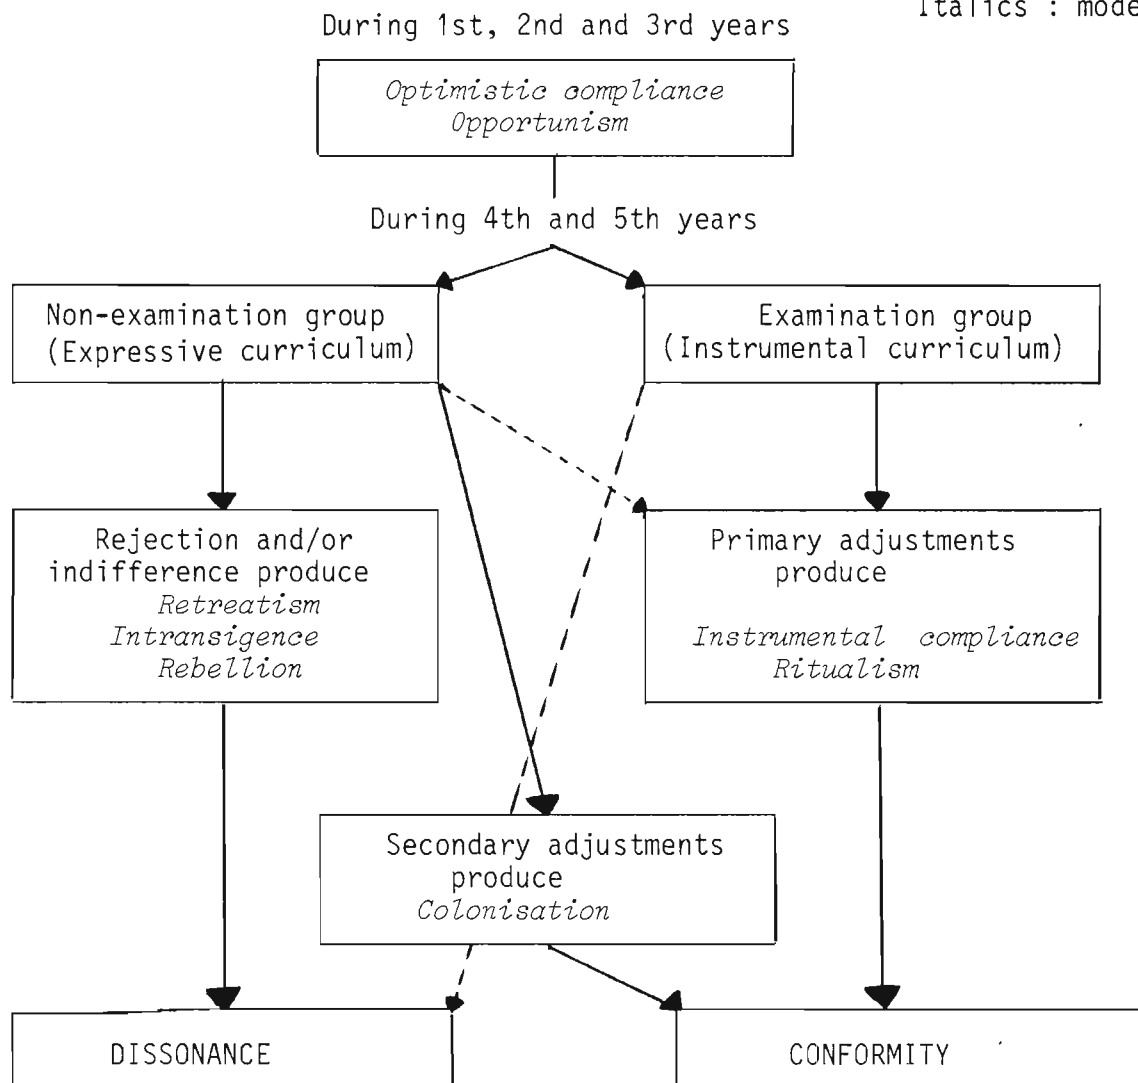 Italics : mode
During 1st, 2nd and 3rd years
Optimistic compliance
Opportunism
During 4th and 5th years
Non-examination group
(Expressive curriculum)
Examination group
(Instrumental curriculum)
Rejection and/or
indifference produce
Retreatism
Intransigence
Rebellion
Primary adjustments
produce
Instrumental compliance
Ritualism
Secondary adjustments
produce
Colonisation
DISSONANCE
CONFORMITY